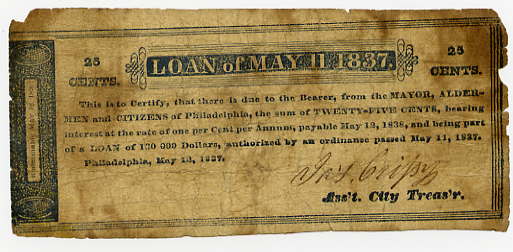 25 CENTS.
LOAN of MAY 11 1837.
25 CENTS.
This is to Certify, that there is due to the Bearer, from the MAYOR, ALDER-
MEN and CITIZENS of Philadelphia, the sum of TWENTY-FIVE CENTS, bearing
interest at the rate of one per Cent per Annum, payable May 12, 1838, and being part
of a LOAN of 130 000 Dollars, authorized by an ordinance passed May 11, 1837.
Philadelphia, May 13, 1837.
Ass't. City Treas'r.